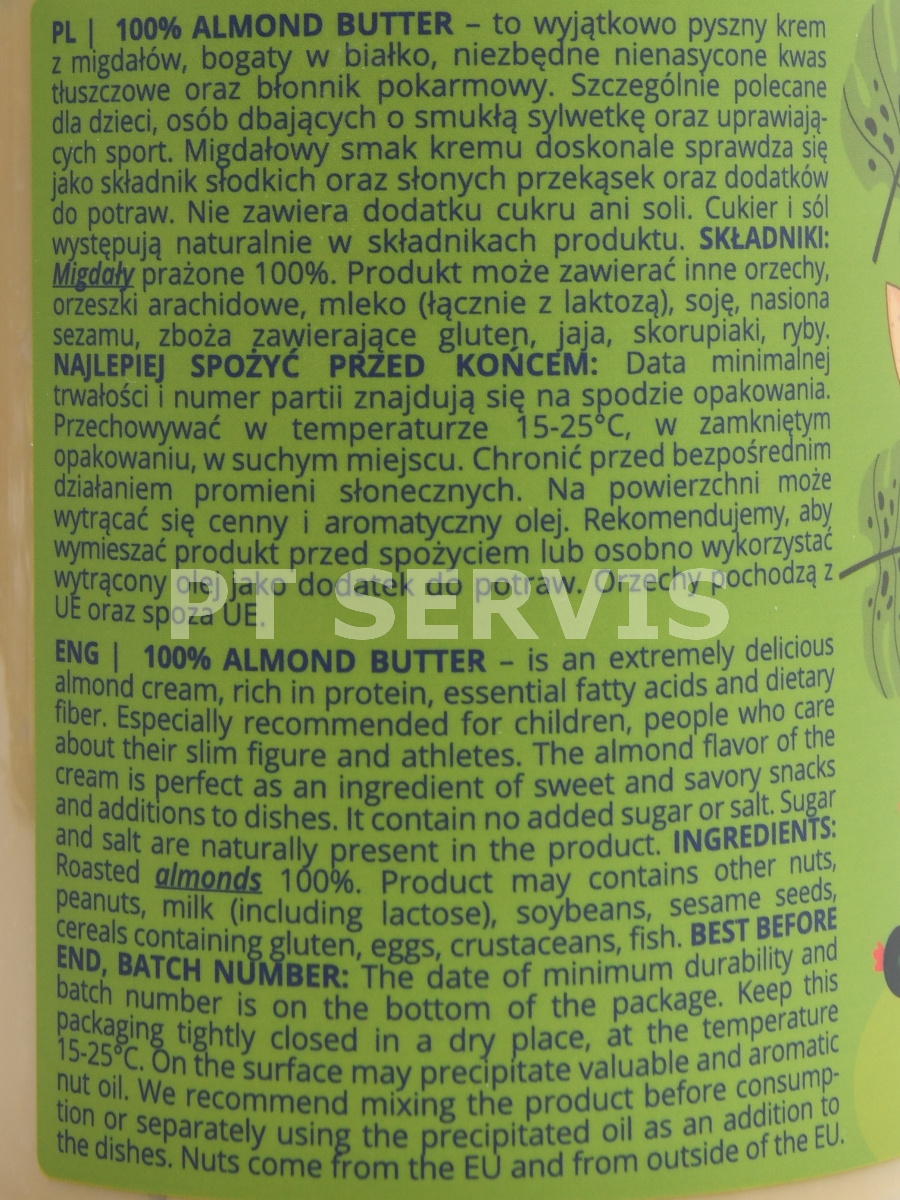 PL | 100% ALMOND BUTTER – to wyjątkowo pyszny krem
z migdałów, bogaty w białko, niezbędne nienasycone kwas
tłuszczowe oraz błonnik pokarmowy. Szczególnie polecane
dla dzieci, osób dbających o smukłą sylwetkę oraz uprawiają-
cych sport. Migdałowy smak kremu doskonale sprawdza się
jako składnik słodkich oraz słonych przekąsek oraz dodatków
do potraw. Nie zawiera dodatku cukru ani soli. Cukier i sól
występują naturalnie w składnikach produktu. SKŁADNIKI:
Migdały prażone 100%. Produkt może zawierać inne orzechy,
orzeszki arachidowe, mleko (łącznie z laktozą), soję, nasiona
sezamu, zboża zawierające gluten, jaja, skorupiaki, ryby.
NAJLEPIEJ SPOŻYĆ PRZED KOŃCEM: Data minimalnej
trwałości i numer partii znajdują się na spodzie opakowania.
Przechowywać w temperaturze 15-25°C, w zamkniętym
opakowaniu, w suchym miejscu. Chronić przed bezpośrednim
działaniem promieni słonecznych. Na powierzchni może
wytrącać się cenny i aromatyczny olej. Rekomendujemy, aby
wymieszać produkt przed spożyciem lub osobno wykorzystać
wytrącony olej jako dodatek do potraw. Orzechy pochodzą z
UE oraz spoza UE.
PT SERVIS
ENG | 100% ALMOND BUTTER – is an extremely delicious
almond cream, rich in protein, essential fatty acids and dietary
fiber. Especially recommended for children, people who care
about their slim figure and athletes. The almond flavor of the
cream is perfect as an ingredient of sweet and savory snacks
and additions to dishes. It contain no added sugar or salt. Sugar
and salt are naturally present in the product. INGREDIENTS:
Roasted almonds 100%. Product may contains other nuts,
peanuts, milk (including lactose), soybeans, sesame seeds,
cereals containing gluten, eggs, crustaceans, fish. BEST BEFORE
END, BATCH NUMBER: The date of minimum durability and
batch number is on the bottom of the package. Keep this
packaging tightly closed in a dry place, at the temperature
15-25°C. On the surface may precipitate valuable and aromatic
nut oil. We recommend mixing the product before consump-
tion or separately using the precipitated oil as an addition to
the dishes. Nuts come from the EU and from outside of the EU.